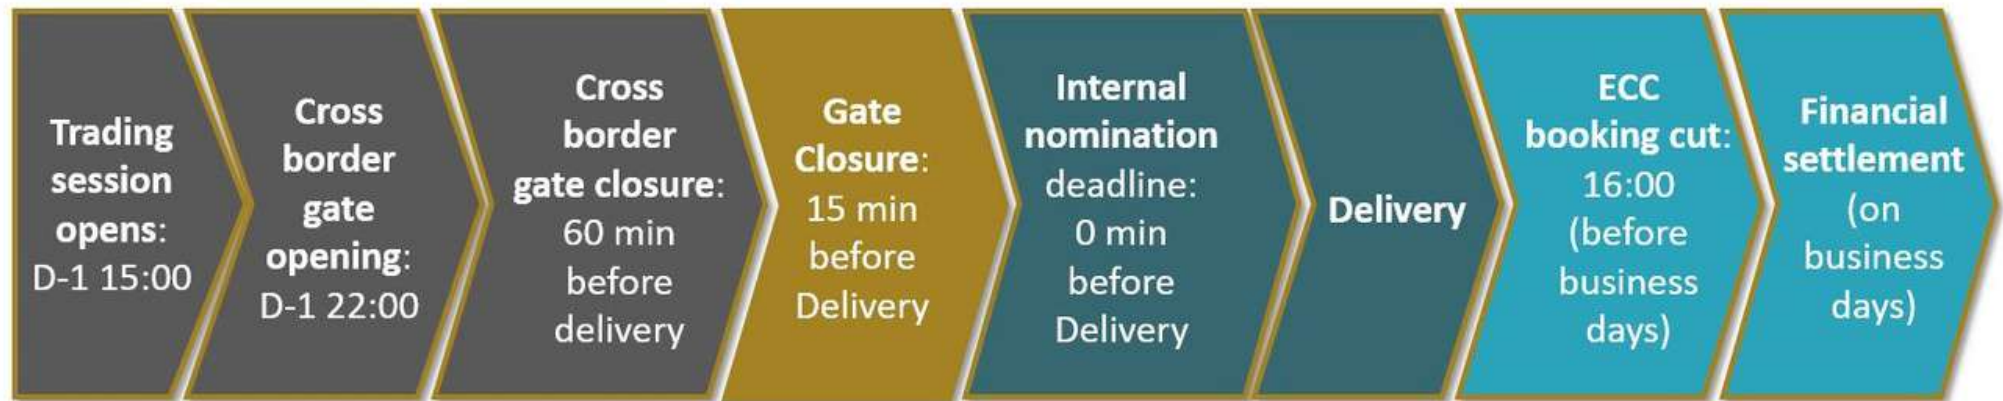 Trading
session
opens:
D-1 15:00
Cross
border
gate
opening:
D-1 22:00
Cross
border
gate closure:
60 min
before
delivery
Gate
Closure:
15 min
before
Delivery
Internal
nomination
deadline:
0 min
before
Delivery
Delivery
ECC
booking cut:
16:00
(before
business
days)
Financial
settlement
(on
business
days)